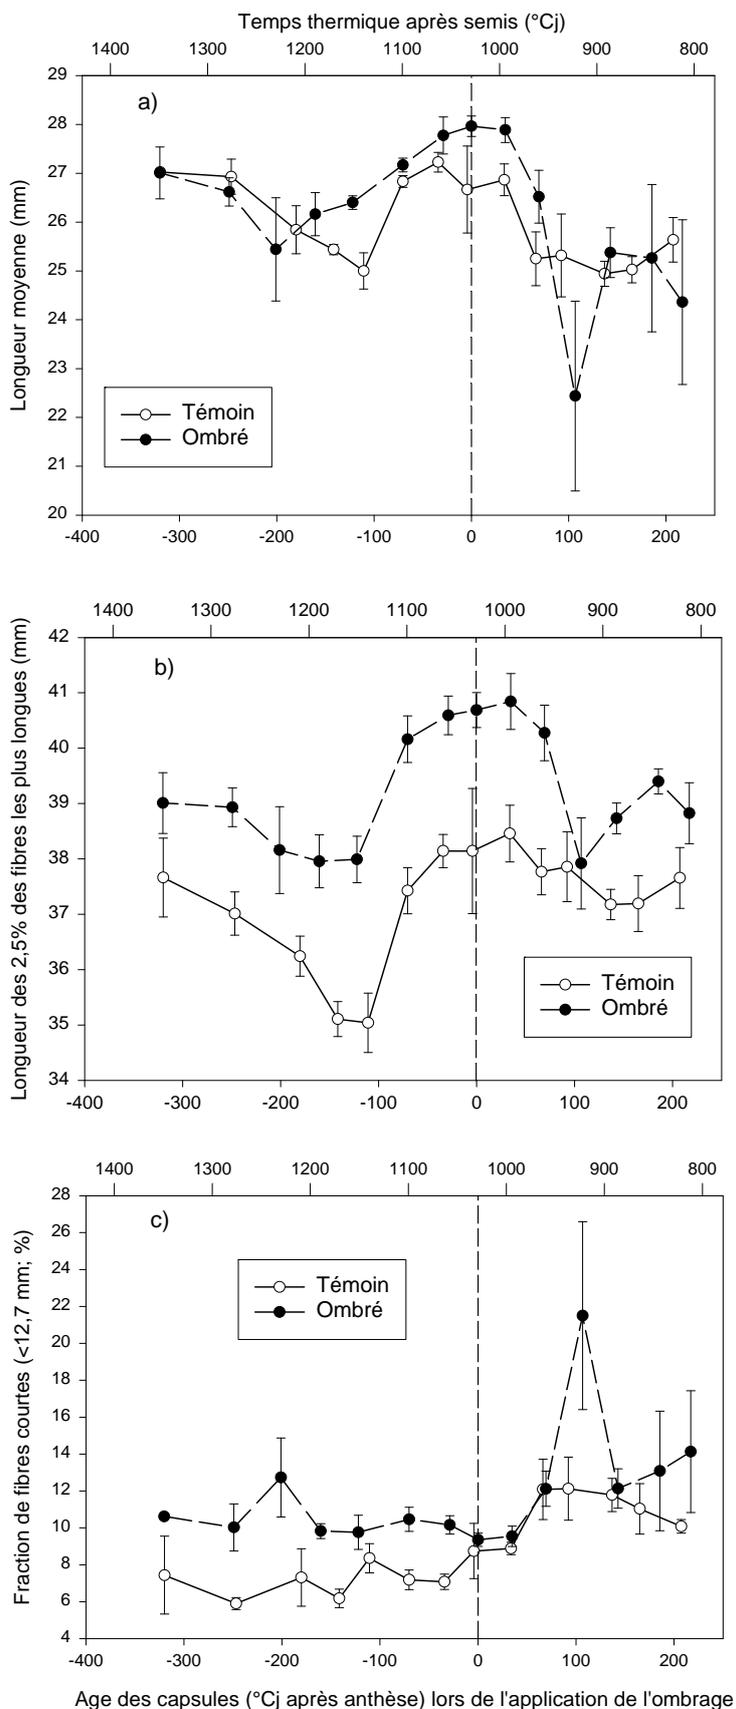 Temps thermique après semis (°Cj)
1400 1300 1200 1100 1000 900 800
29
28
27
26
25
24
23
22
21
20
Longueur moyenne (mm)
a)
Témoin
Ombré
-400 -300 -200 -100 0 100 200
1400 1300 1200 1100 1000 900 800
42
41
40
39
38
37
36
35
34
Longueur des 2,5% des fibres les plus longues (mm)
b)
Témoin
Ombré
-400 -300 -200 -100 0 100 200
1400 1300 1200 1100 1000 900 800
28
26
24
22
20
18
16
14
12
10
8
6
4
Fraction de fibres courtes (<12,7 mm; %)
c)
Témoin
Ombré
-400 -300 -200 -100 0 100 200
Age des capsules (°Cj après anthèse) lors de l'application de l'ombrage